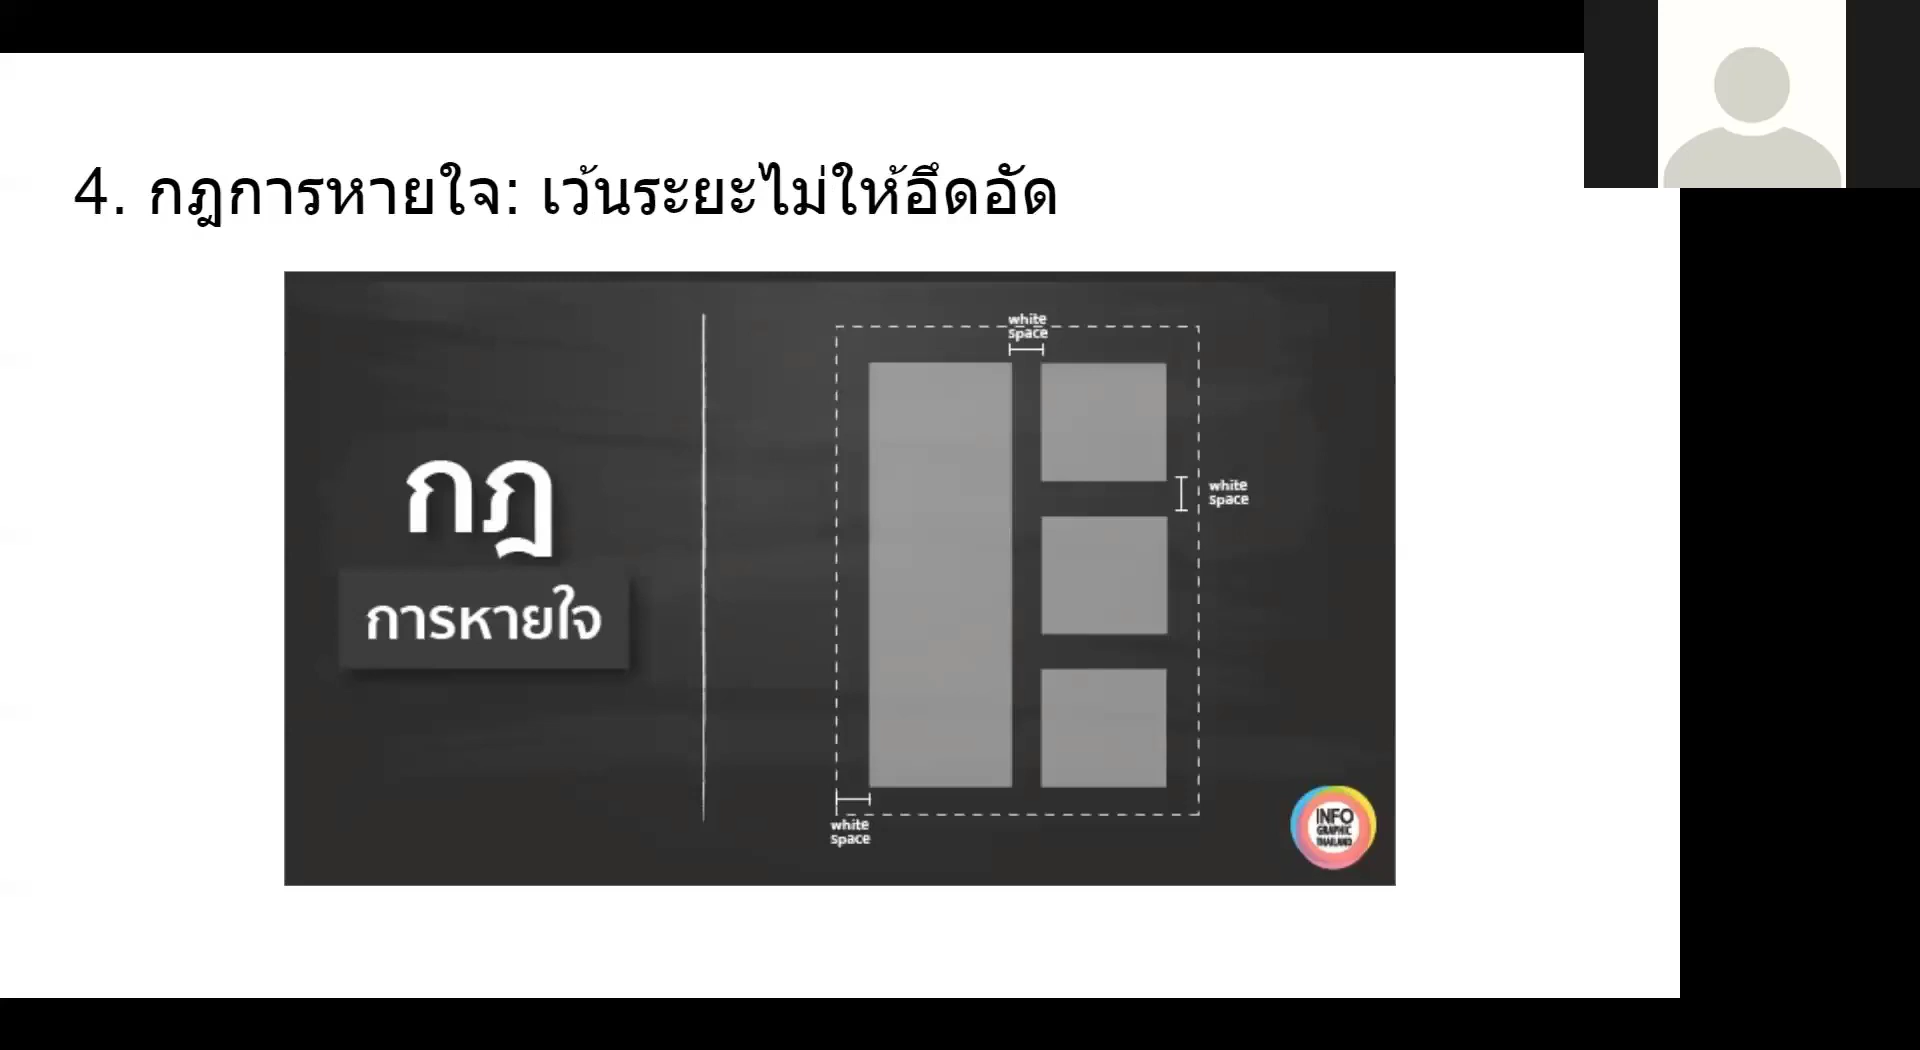 4. กฎการหายใจ: เว้นระยะไม่ให้อึดอัด
กฎ
การหายใจ
white
space
white
space
white
space
INFO
GRAPHIC
THAILAND